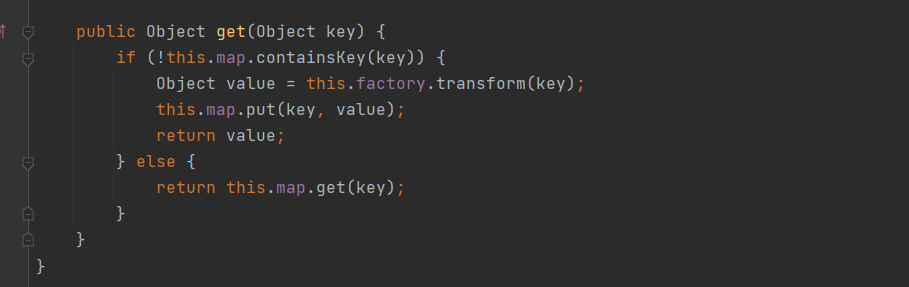 public Object get(Object key) {
if (!this.map.containsKey(key)) {
Object value = this.factory.transform(key);
this.map.put(key, value);
return value;
} else {
return this.map.get(key);
}
}
}